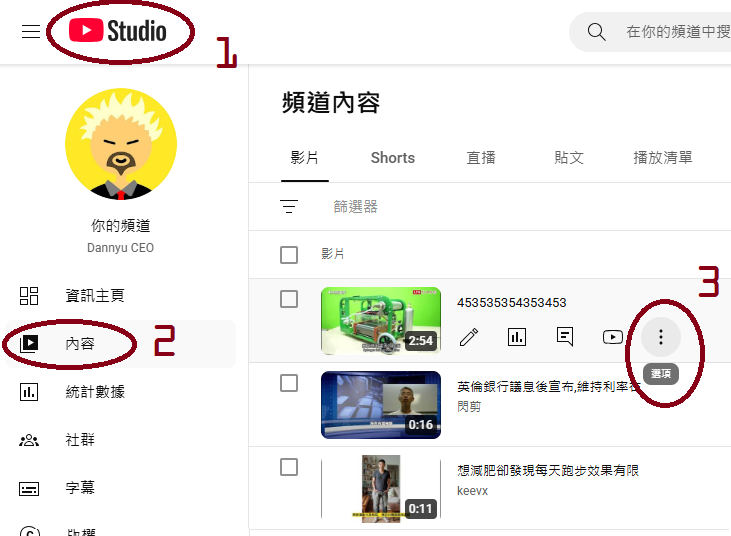 Studio
1
在你的頻道中搜
你的頻道
Dannyu CEO
資訊主頁
內容
2
統計數據
社群
字幕
版權
頻道內容
影片
Shorts
直播
貼文
播放清單
篩選器
影片
453535354353453
2:54
3
選項
英倫銀行議息後宣布,維持利率在
閃剪
0:16
想減肥卻發現每天跑步效果有限
keevx
0:11